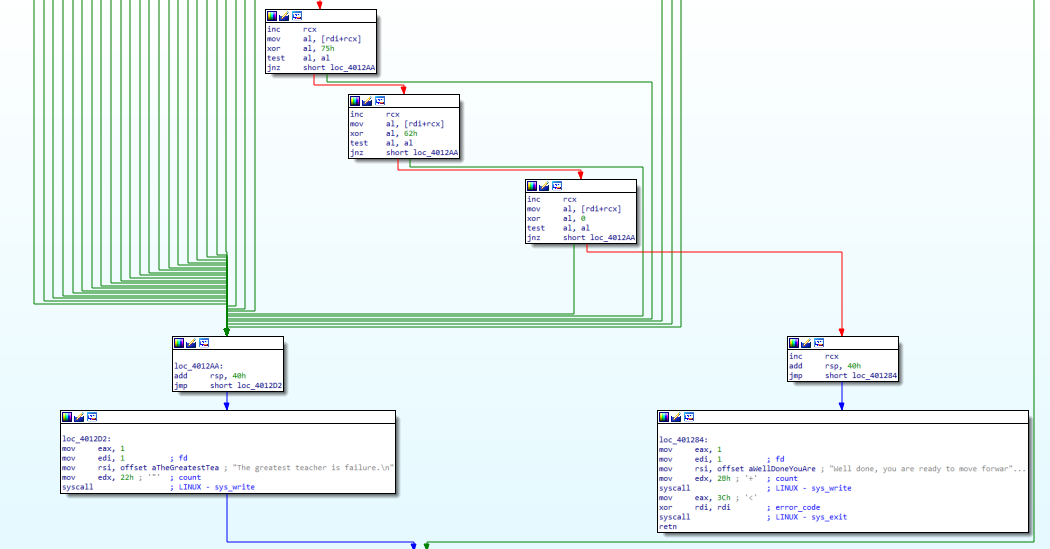 inc rcx
mov al, [rdi+rcx]
xor al, 75h
test al, al
jnz short loc_4012AA
inc rcx
mov al, [rdi+rcx]
xor al, 62h
test al, al
jnz short loc_4012AA
inc rcx
mov al, [rdi+rcx]
xor al, 0
test al, al
jnz short loc_4012AA
loc_4012AA:
add rsp, 40h
jmp short loc_4012D2
inc rcx
add rsp, 40h
jmp short loc_401284
loc_4012D2:
mov eax, 1
mov edi, 1 ; fd
mov rsi, offset aTheGreatestTea ; "The greatest teacher is failure.\n"
mov edx, 22h ; '"' ; count
syscall ; LINUX - sys_write
loc_401284:
mov eax, 1
mov edi, 1 ; fd
mov rsi, offset aWellDoneYouAre ; "Well done, you are ready to move forwar"...
mov edx, 2Bh ; '+' ; count
syscall ; LINUX - sys_write
mov eax, 3Ch ; '<'
xor rdi, rdi ; error_code
syscall ; LINUX - sys_exit
retn